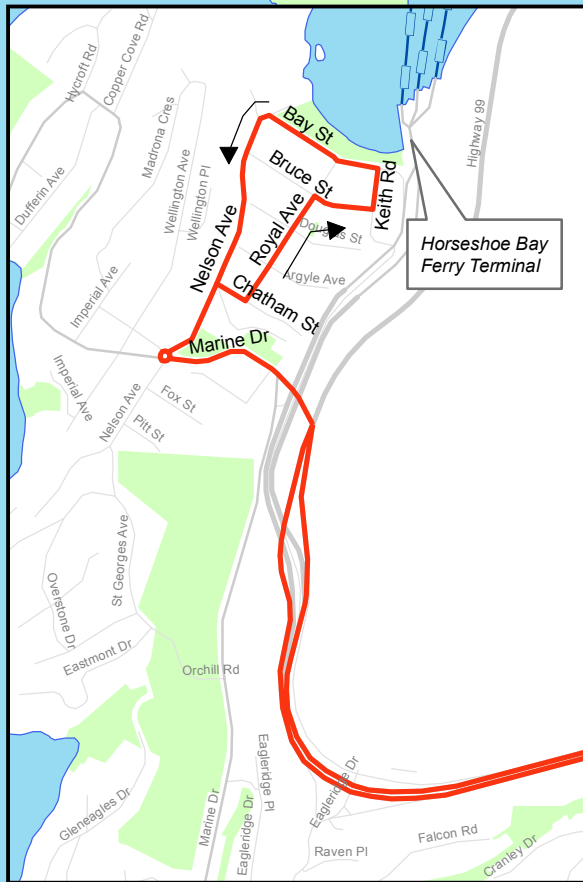 Hycroft Rd
Copper Cove Rd
Highway 99
Madrona Cres
Bay St
Bruce St
Keith Rd
Dufferin Ave
Wellington Ave
Wellington Pl
Royal Ave
Douglas St
Nelson Ave
Horseshoe Bay
Ferry Terminal
Argyle Ave
Chatham St
Imperial Ave
Marine Dr
Imperial Ave
Nelson Ave
Fox St
Pitt St
St Georges Ave
Overstone Dr
Eastmont Dr
Orchill Rd
Gleneagles Dr
Marine Dr
Eagleridge Pl
Eagleridge Dr
Eagleridge Dr
Falcon Rd
Raven Pl
Cranley Dr